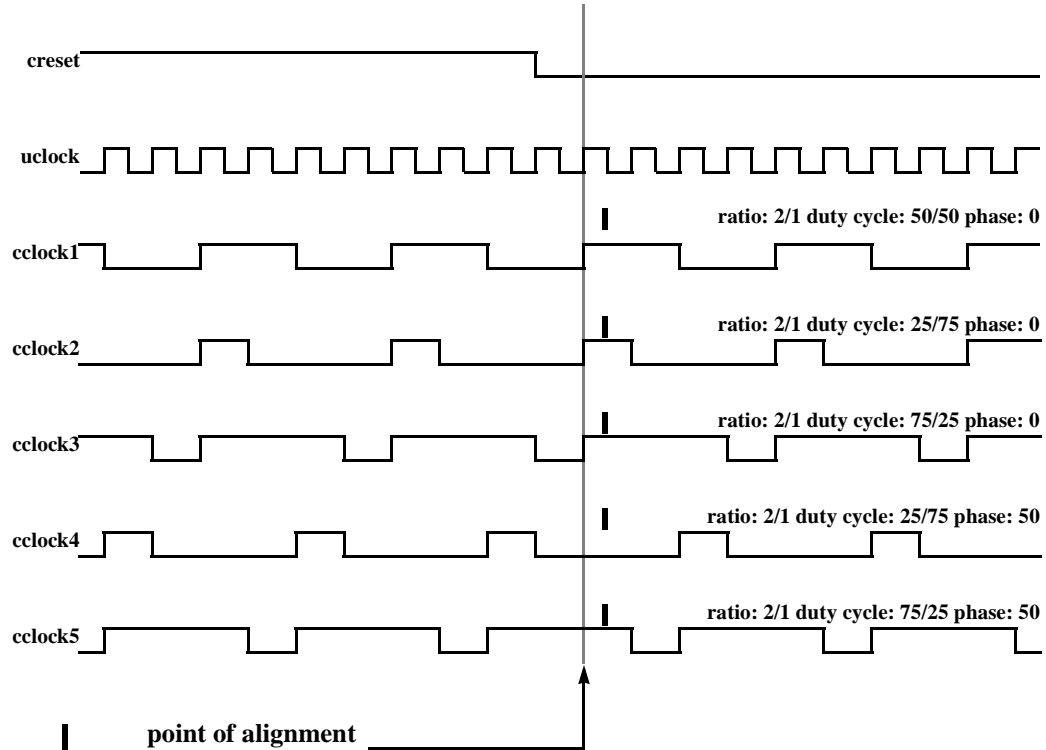 creset
uclock
ratio: 2/1 duty cycle: 50/50 phase: 0
cclock1
ratio: 2/1 duty cycle: 25/75 phase: 0
cclock2
ratio: 2/1 duty cycle: 75/25 phase: 0
cclock3
ratio: 2/1 duty cycle: 25/75 phase: 50
cclock4
ratio: 2/1 duty cycle: 75/25 phase: 50
cclock5
point of alignment